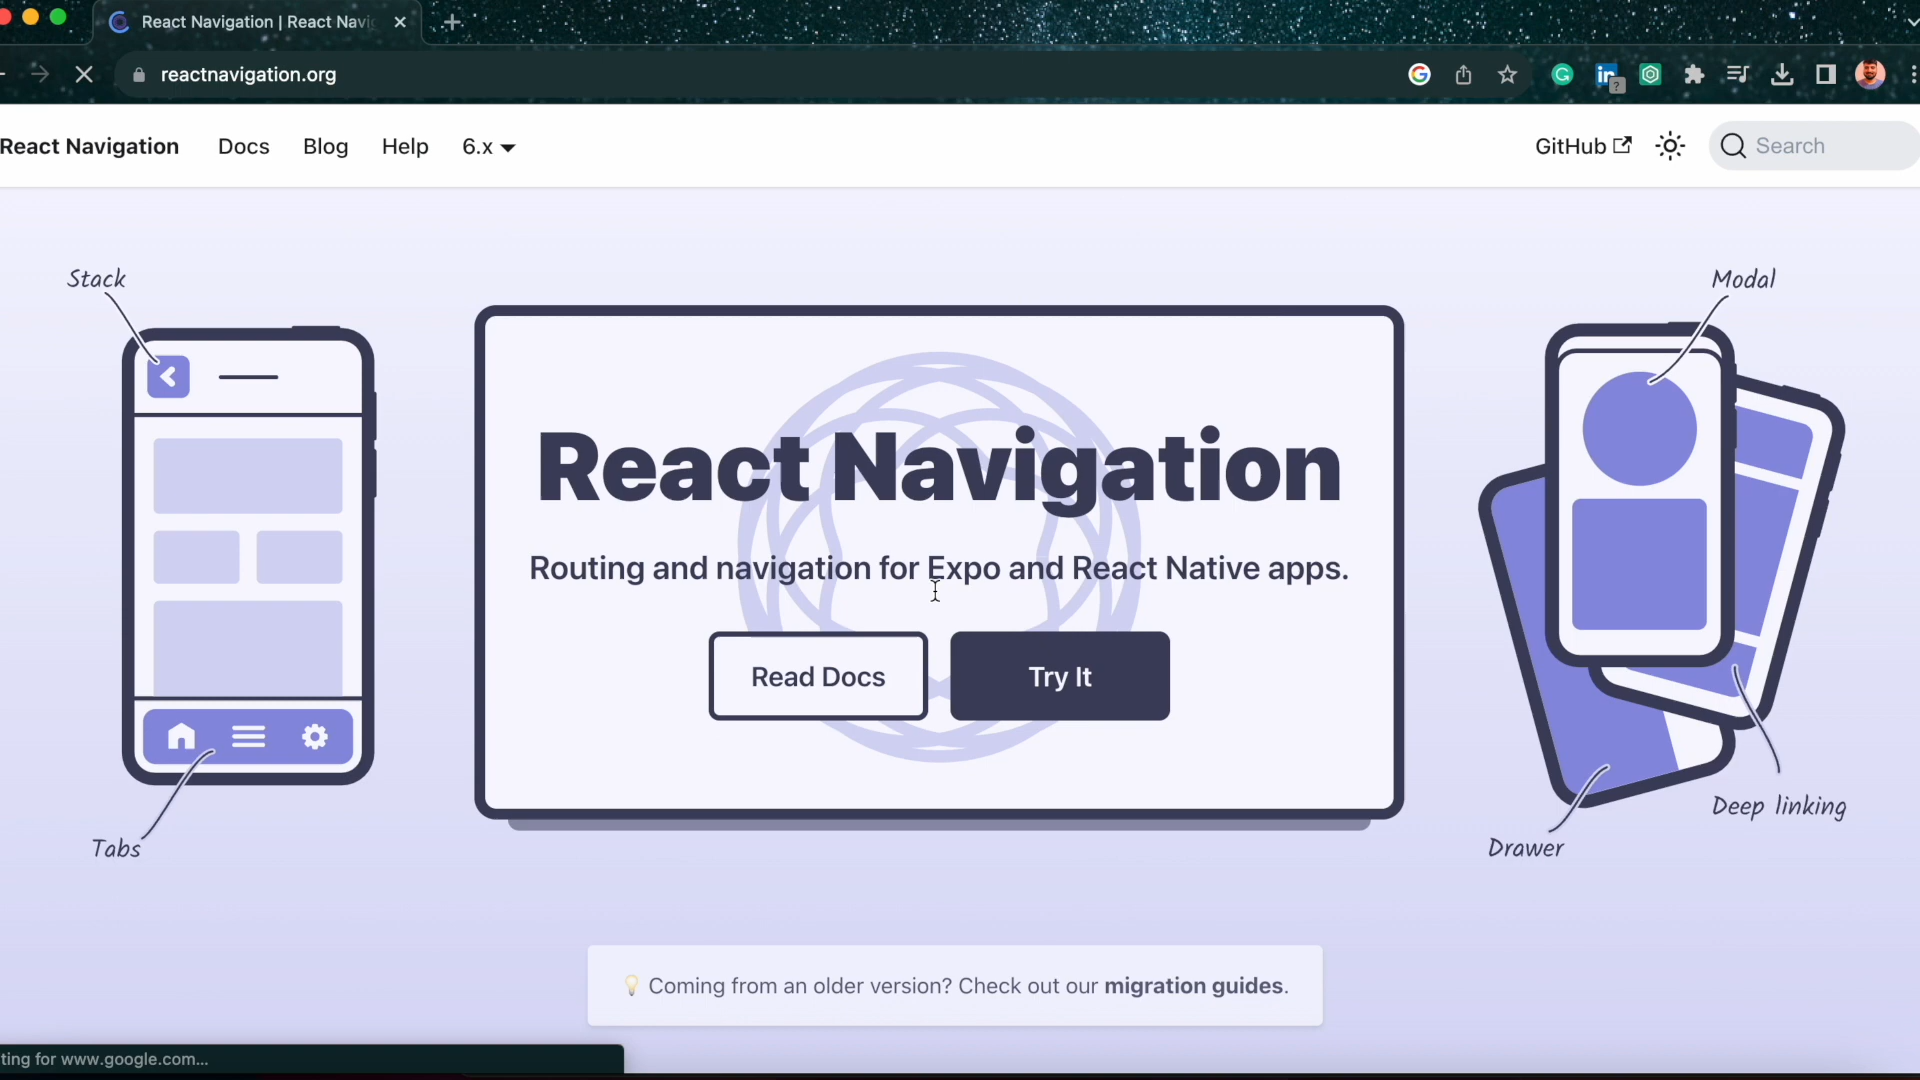 React Navigation | React Navi
reactnavigation.org
React Navigation
Docs
Blog
Help
6.x
GitHub
Search
Stack
Modal
React Navigation
Routing and navigation for Expo and React Native apps.
Read Docs
Try It
Tabs
Drawer
Deep linking
Coming from an older version? Check out our migration guides.
ting for www.google.com...